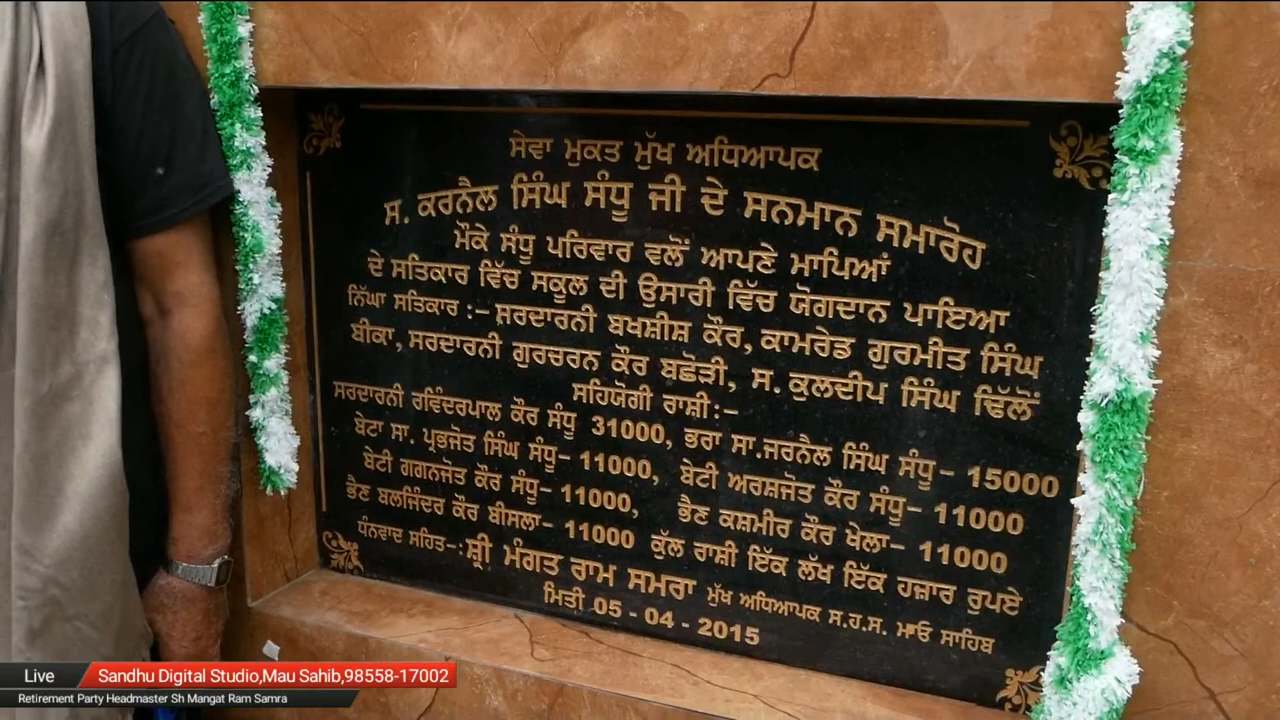 ਸੇਵਾ ਮੁਕਤ ਮੁੱਖ ਅਧਿਆਪਕ
ਸ. ਕਰਨੈਲ ਸਿੰਘ ਸੰਧੂ ਜੀ ਦੇ ਸਨਮਾਨ ਸਮਾਰੋਹ
ਮੌਕੇ ਸੰਧੂ ਪਰਿਵਾਰ ਵਲੋਂ ਆਪਣੇ ਮਾਪਿਆਂ
ਦੇ ਸਤਿਕਾਰ ਵਿੱਚ ਸਕੂਲ ਦੀ ਉਸਾਰੀ ਵਿੱਚ ਯੋਗਦਾਨ ਪਾਇਆ
ਨਿੱਘਾ ਸਤਿਕਾਰ :- ਸ਼ਰਦਾਰਨੀ ਬਖਸ਼ੀਸ਼ ਕੌਰ, ਕਾਮਰੇਡ ਗੁਰਮੀਤ ਸਿੰਘ
ਬੀਕਾ, ਸਰਦਾਰਨੀ ਗੁਰਚਰਨ ਕੌਰ ਬਛੋੜੀ, ਸ. ਕੁਲਦੀਪ ਸਿੰਘ ਢਿੱਲੋਂ
ਸਹਿਯੋਗੀ ਰਾਸ਼ੀ :-
ਸਰਦਾਰਨੀ ਰਵਿੰਦਰਪਾਲ ਕੌਰ ਸੰਧੂ 31000, ਭਰਾ ਸਾ.ਜਰਨੈਲ ਸਿੰਘ ਸੰਧੂ- 15000
ਬੇਟਾ ਸਾ. ਪ੍ਰਭਜੋਤ ਸਿੰਘ ਸੰਧੂ- 11000, ਬੇਟੀ ਅਰਸ਼ਜੋਤ ਕੌਰ ਸੰਧੂ- 11000
ਬੇਟੀ ਗਗਨਜੋਤ ਕੌਰ ਸੰਧੂ- 11000, ਭੈਣ ਕਸ਼ਮੀਰ ਕੌਰ ਖੇਲਾ- 11000
ਭੈਣ ਬਲਜਿੰਦਰ ਕੌਰ ਬੀਸਲਾ- 11000 ਕੁੱਲ ਰਾਸ਼ੀ ਇੱਕ ਲੱਖ ਇੱਕ ਹਜ਼ਾਰ ਰੁਪਏ
ਧੰਨਵਾਦ ਸਹਿਤ-: ਸ਼੍ਰੀ ਮੰਗਤ ਰਾਮ ਸਮਰਾ ਮੁੱਖ ਅਧਿਆਪਕ ਸ.ਹ.ਸ. ਮਾਓ ਸਾਹਿਬ
ਮਿਤੀ 05 - 04 - 2015
Live Sandhu Digital Studio,Mau Sahib,98558-17002
Retirement Party Headmaster Sh Mangat Ram Samra